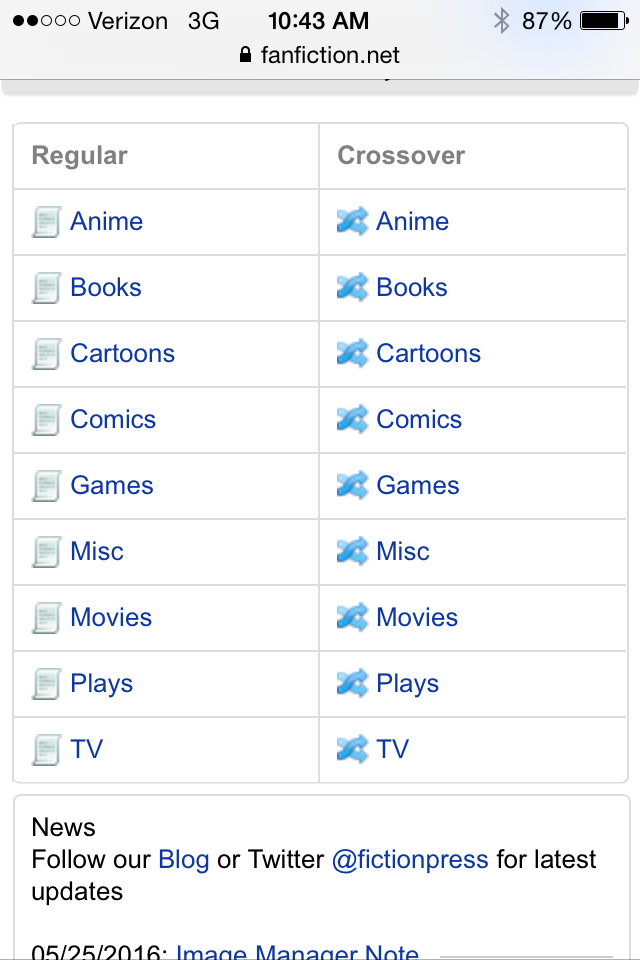 Verizon 3G 10:43 AM 87%
fanfiction.net
Regular Crossover
Anime Anime
Books Books
Cartoons Cartoons
Comics Comics
Games Games
Misc Misc
Movies Movies
Plays Plays
TV TV
News
Follow our Blog or Twitter @fictionpress for latest
updates
05/25/2016: Image Manager Note